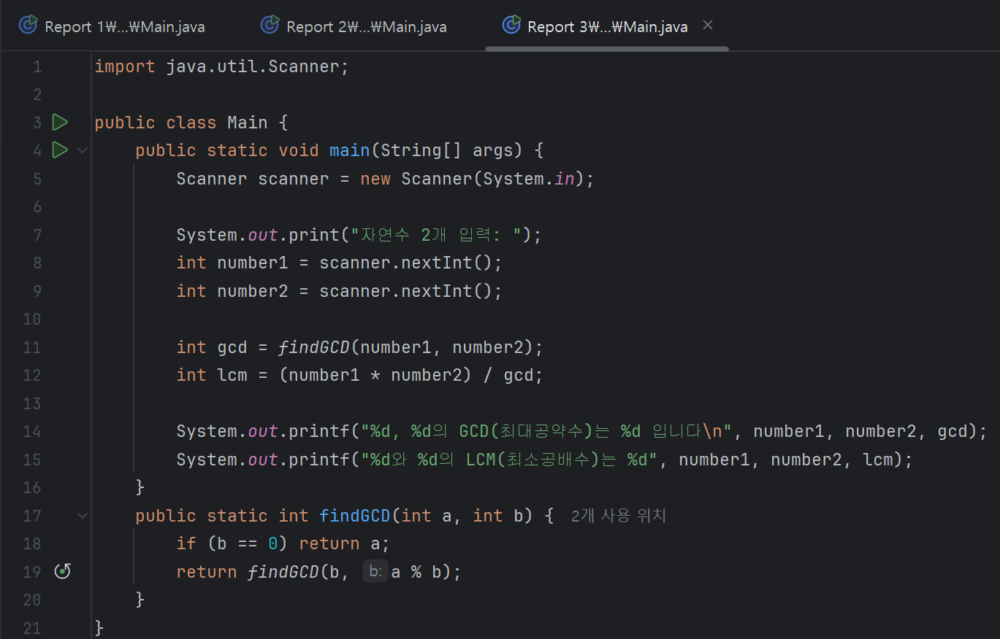 Report 1₩...₩Main.java Report 2₩...₩Main.java Report 3₩...₩Main.java ×
1 import java.util.Scanner;
2
3 public class Main {
4 public static void main(String[] args) {
5 Scanner scanner = new Scanner(System.in);
6
7 System.out.print("자연수 2개 입력: ");
8 int number1 = scanner.nextInt();
9 int number2 = scanner.nextInt();
10
11 int gcd = findGCD(number1, number2);
12 int lcm = (number1 * number2) / gcd;
13
14 System.out.printf("%d, %d의 GCD(최대공약수)는 %d 입니다\n", number1, number2, gcd);
15 System.out.printf("%d와 %d의 LCM(최소공배수)는 %d", number1, number2, lcm);
16 }
17 public static int findGCD(int a, int b) { 2개 사용 위치
18 if (b == 0) return a;
19 return findGCD(b, b: a % b);
20 }
21 }